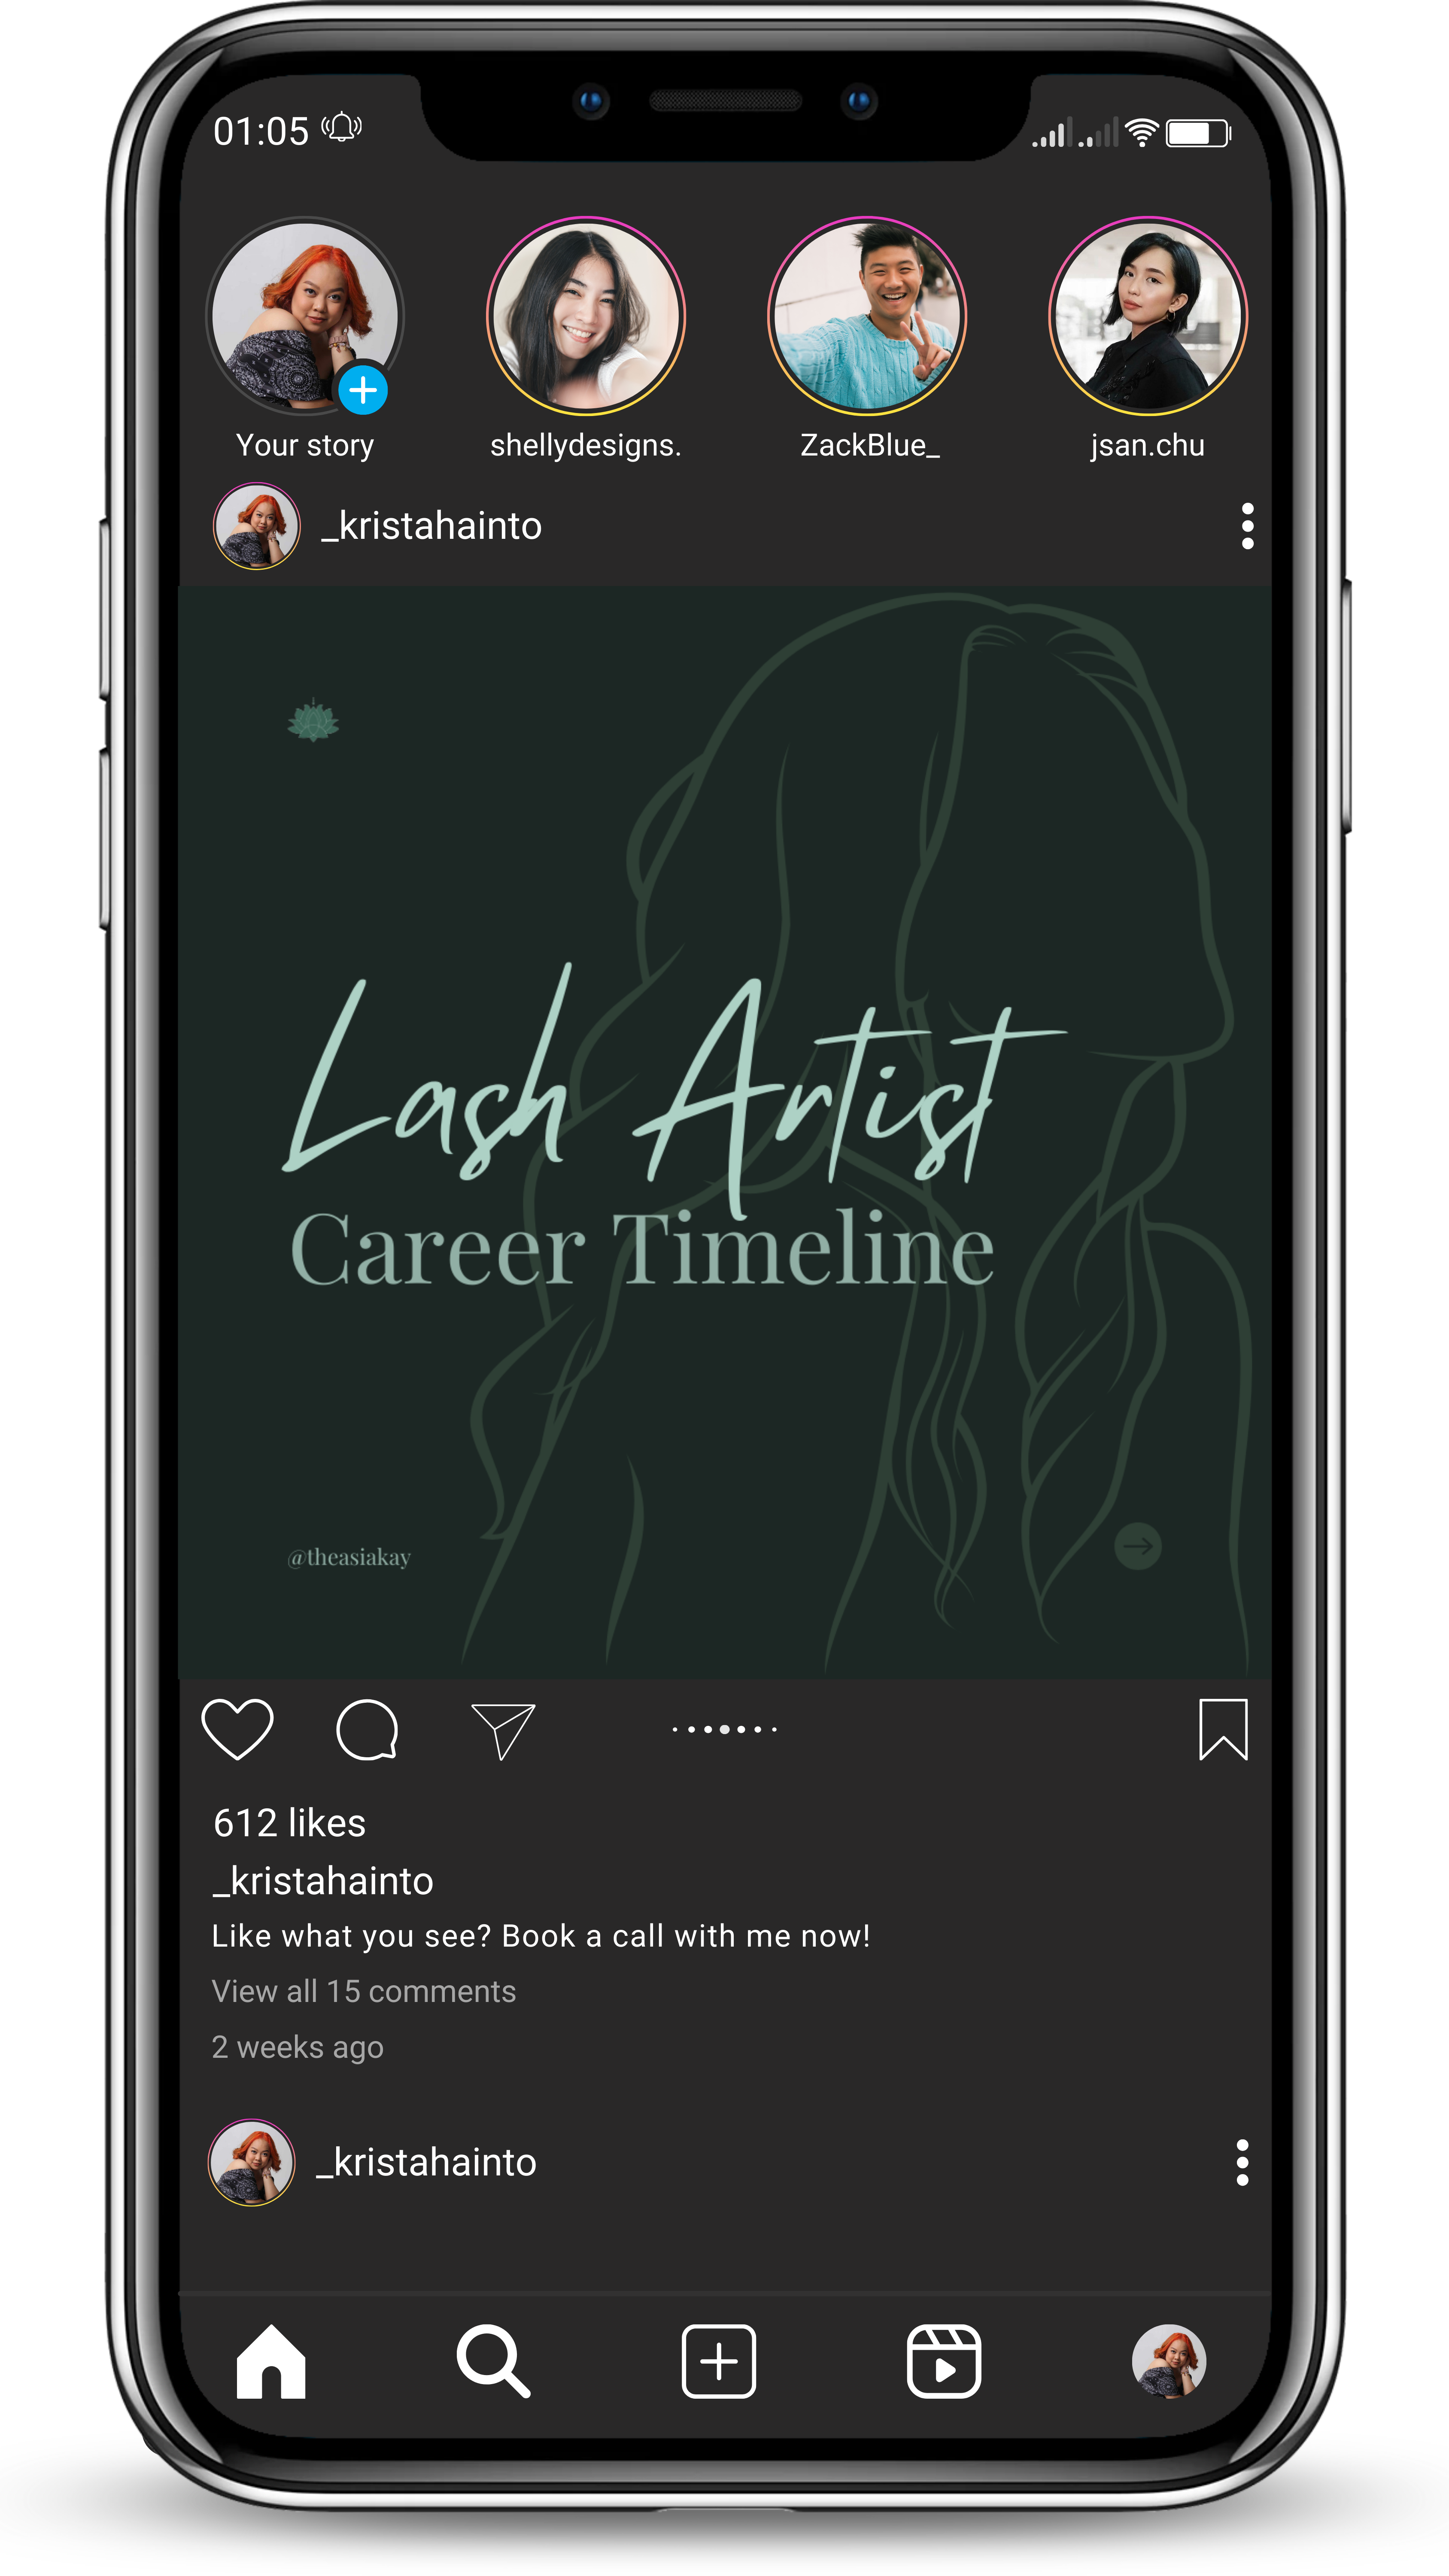 01:05
Your story
shellydesigns.
ZackBlue_
jsan.chu
_kristahainto
Lash Artist
Career Timeline
@theasiakay
612 likes
_kristahainto
Like what you see? Book a call with me now!
View all 15 comments
2 weeks ago
_kristahainto